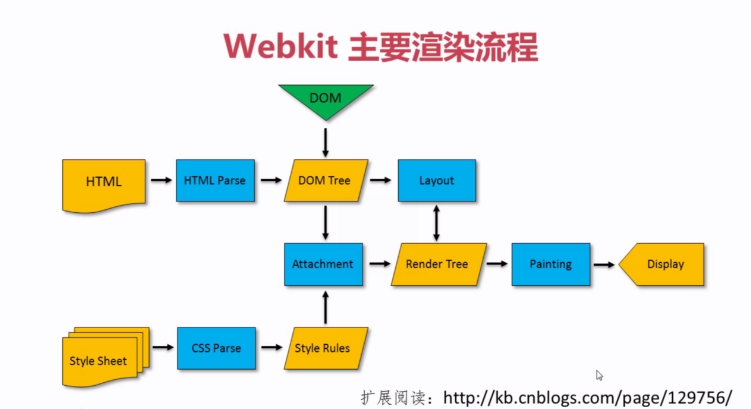 Webkit 主要渲染流程
DOM
HTML
HTML Parse
DOM Tree
Layout
Attachment
Render Tree
Painting
Display
Style Sheet
CSS Parse
Style Rules
扩展阅读：http://kb.cnblogs.com/page/129756/